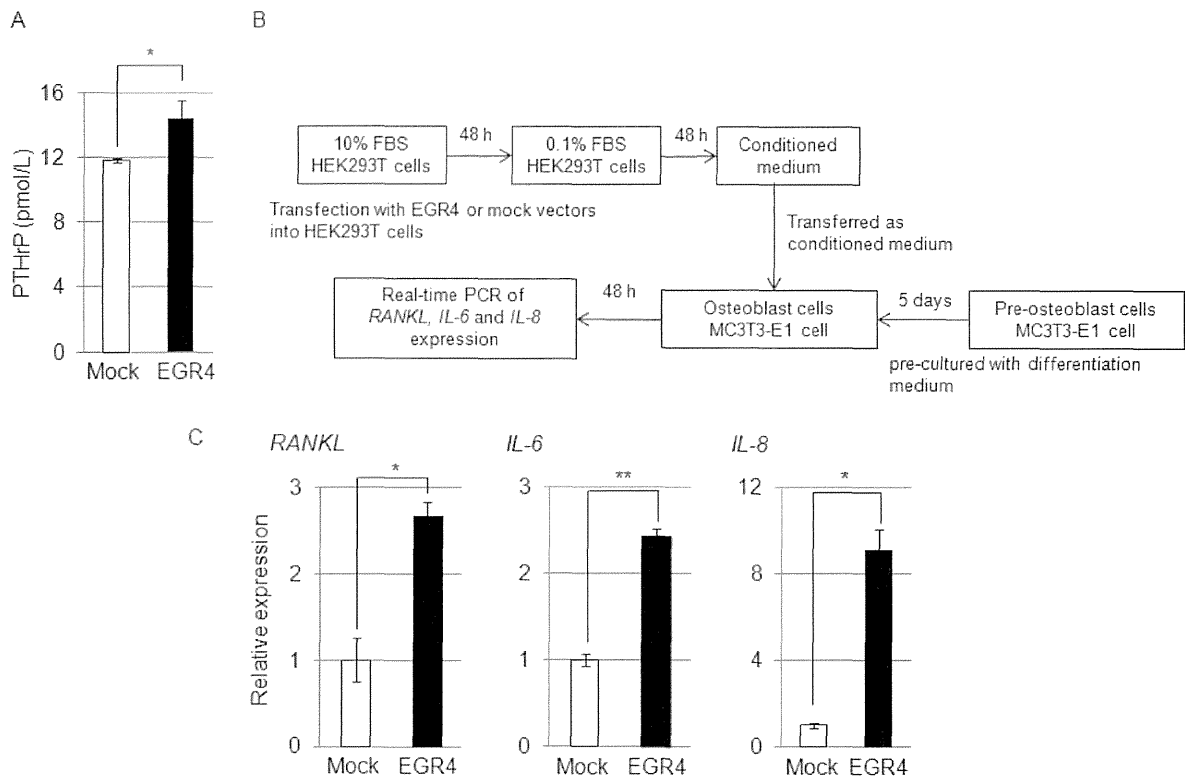 A
*
16
12
8
4
0
PTHrP (pmol/L)
Mock EGR4
B
10% FBS
HEK293T cells
48 h
0.1% FBS
HEK293T cells
48 h
Conditioned
medium
Transfection with EGR4 or mock vectors
into HEK293T cells
Transferred as
conditioned medium
Real-time PCR of
RANKL, IL-6 and IL-8
expression
48 h
Osteoblast cells
MC3T3-E1 cell
5 days
Pre-osteoblast cells
MC3T3-E1 cell
pre-cultured with differentiation
medium
C
RANKL
*
3
2
1
0
Relative expression
Mock EGR4
IL-6
**
3
2
1
0
Mock EGR4
IL-8
*
12
8
4
0
Mock EGR4